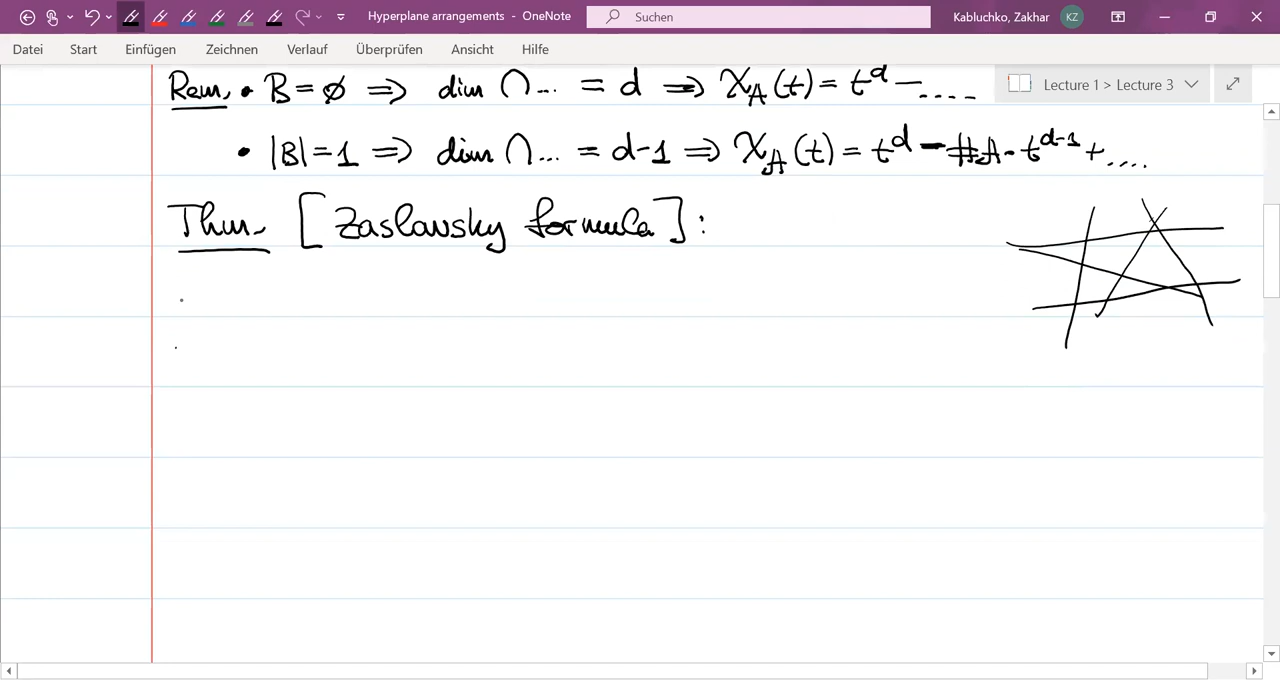 Hyperplane arrangements - OneNote
Suchen
Kabluchko, Zakhar
KZ
Datei Start Einfügen Zeichnen Verlauf Überprüfen Ansicht Hilfe
Lecture 1 > Lecture 3
Rem. • B = ∅ ⟹ dim ∩... = d ⟹ χ_A(t) = t^d - ....
• |B| = 1 ⟹ dim ∩... = d-1 ⟹ χ_A(t) = t^d - #A · t^{d-1} + ....
Thm. [Zaslavsky formula]: